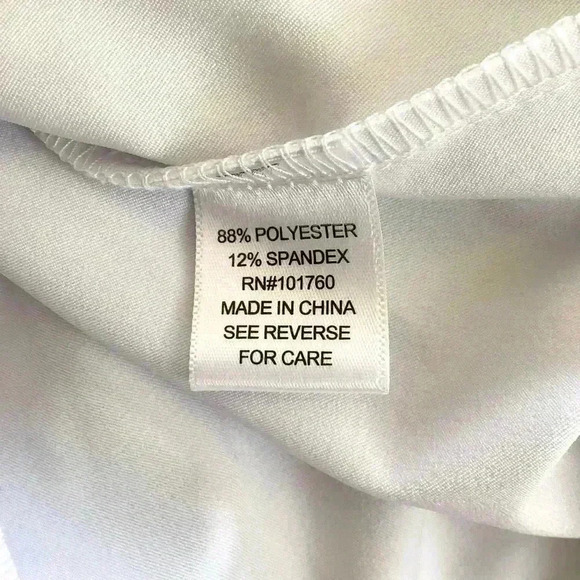 88% POLYESTER
12% SPANDEX
RN#101760
MADE IN CHINA
SEE REVERSE
FOR CARE